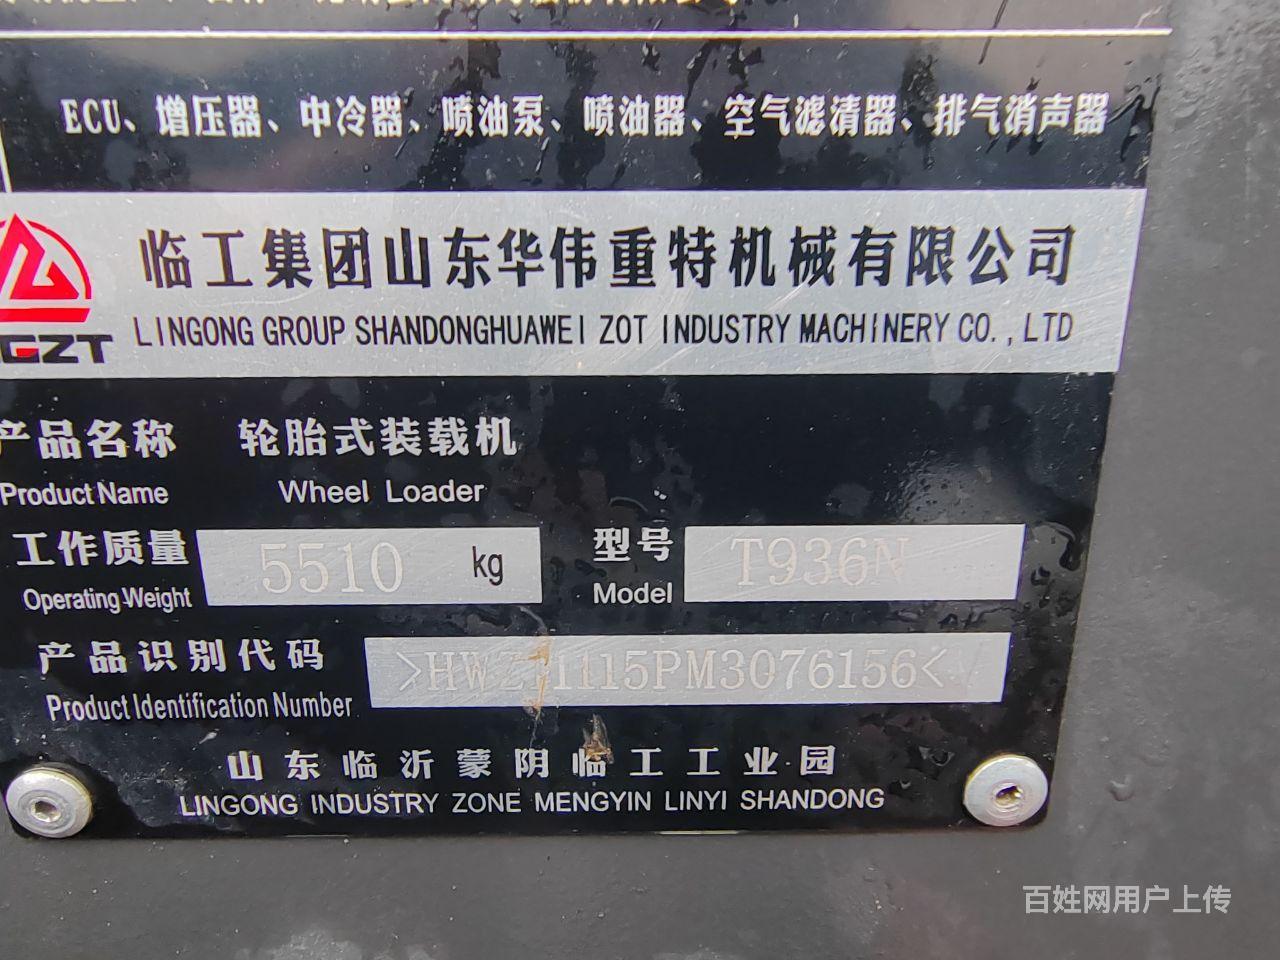 ECU、增压器、中冷器、喷油泵、喷油器、空气滤清器、排气消声器
临工集团山东华伟重特机械有限公司
LINGONG GROUP SHANDONGHUAWEI ZOT INDUSTRY MACHINERY CO.,LTD
GZT
产品名称 轮胎式装载机
Product Name Wheel Loader
工作质量 5510 kg 型号 T936N
Operating Weight Model
产品识别代码
Product Identification Number
山东临沂蒙阴临工工业园
LINGONG INDUSTRY ZONE MENGYIN LINYI SHANDONG
百姓网用户上传